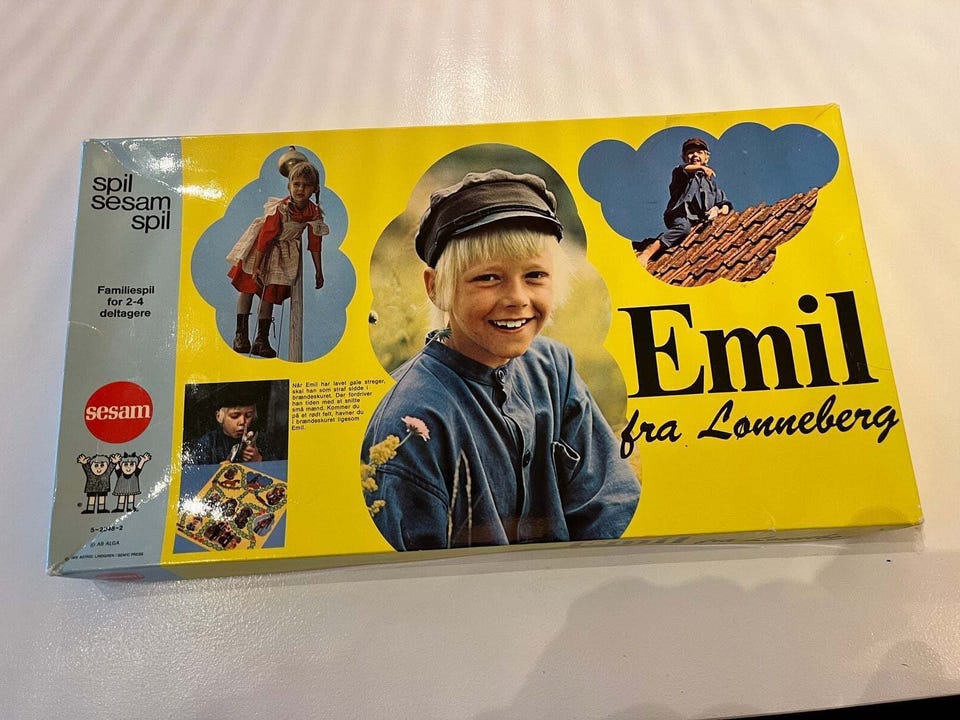 spil
sesam
spil
Familiespil
for 2-4
deltagere
sesam
®
© AB ALGA
Når Emil har lavet gale streger,
skal han som straf sidde i
brændeskuret. Der fordriver
han tiden med at snitte
små mænd. Kommer du
på et rødt felt, havner du
i brændeskuret ligesom
Emil.
Emil
fra Lønneberg